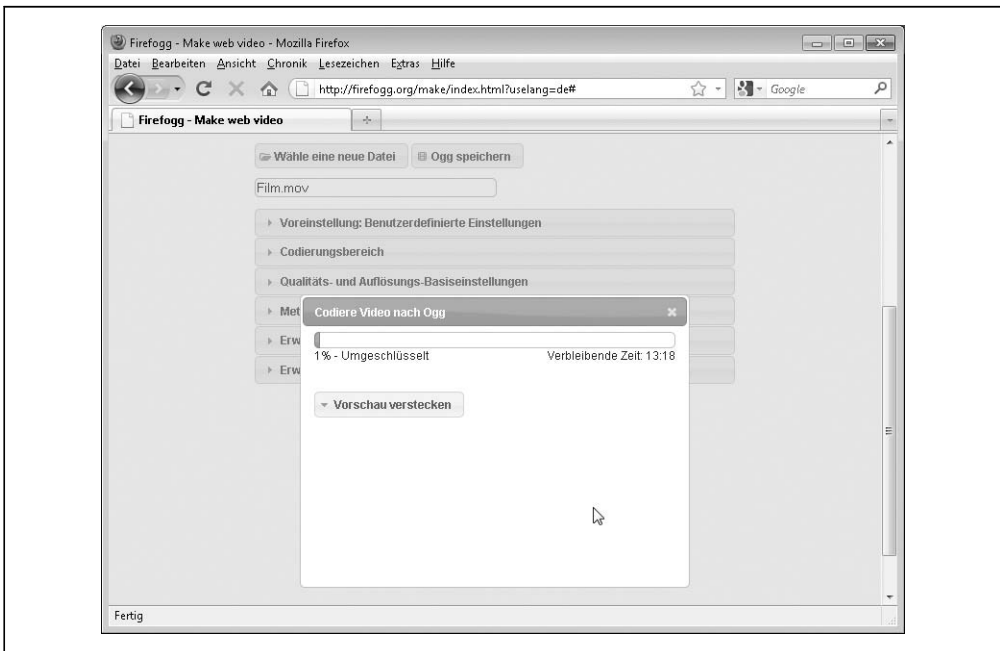 Firefogg - Make web video - Mozilla Firefox
Datei Bearbeiten Ansicht Chronik Lesezeichen Extras Hilfe
http://firefogg.org/make/index.html?uselang=de#
Google
Firefogg - Make web video
Wähle eine neue Datei Ogg speichern
Film.mov
Voreinstellung: Benutzerdefinierte Einstellungen
Codierungsbereich
Qualitäts- und Auflösungs-Basiseinstellungen
Met
Codiere Video nach Ogg
Erw
1% - Umgeschlüsselt Verbleibende Zeit: 13:18
Erw
Vorschau verstecken
Fertig